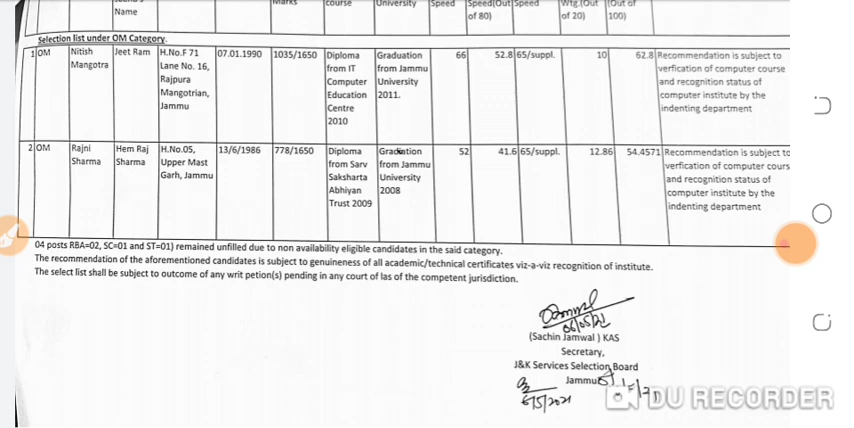 Name
Marks
course
University
Speed
Speed(Out of 80)
Speed
Wtg.(Out of 20)
(Out of 100)
Selection list under OM Category.
1 OM Nitish Mangotra Jeet Ram H.No.F 71 Lane No. 16, Rajpura Mangotrian, Jammu 07.01.1990 1035/1650 Diploma from IT Computer Education Centre 2010 Graduation from Jammu University 2011. 66 52.8 65/suppl. 10 62.8 Recommendation is subject to verfication of computer course and recognition status of computer institute by the indenting department
2 OM Rajni Sharma Hem Raj Sharma H.No.05, Upper Mast Garh, Jammu 13/6/1986 778/1650 Diploma from Sarv Saksharta Abhiyan Trust 2009 Graduation from Jammu University 2008 52 41.6 65/suppl. 12.86 54.4571 Recommendation is subject to verfication of computer cours and recognition status of computer institute by the indenting department
04 posts RBA=02, SC=01 and ST=01) remained unfilled due to non availability eligible candidates in the said category.
The recommendation of the aforementioned candidates is subject to genuineness of all academic/technical certificates viz-a-viz recognition of institute.
The select list shall be subject to outcome of any writ petion(s) pending in any court of las of the competent jurisdiction.
06/05/21
(Sachin Jamwal ) KAS
Secretary,
J&K Services Selection Board
Jammu
6/5/2021
DU RECORDER